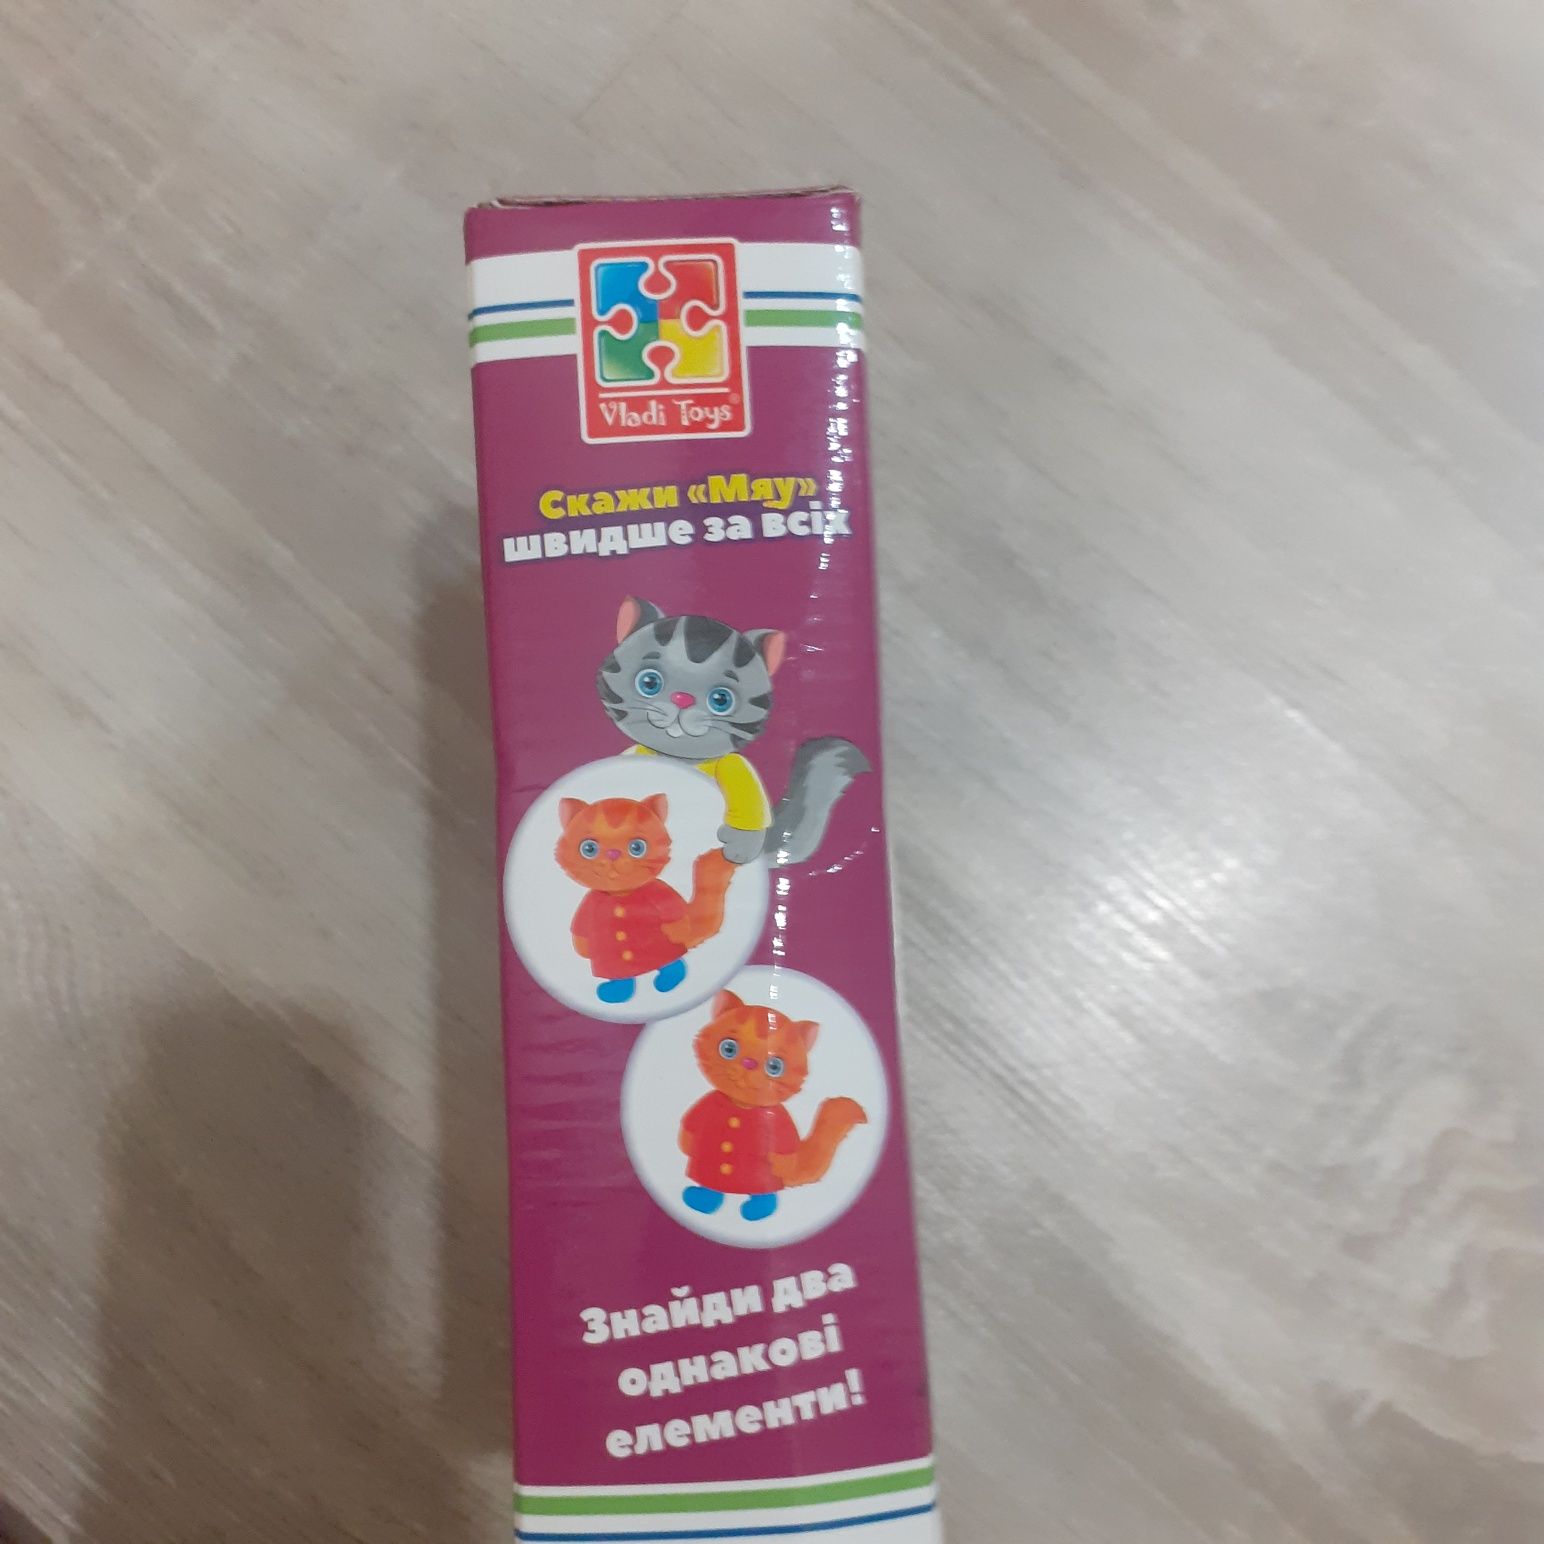 Vladi Toys®
Скажи «Мяу»
швидше за всіх
Знайди два
однакові
елементи!